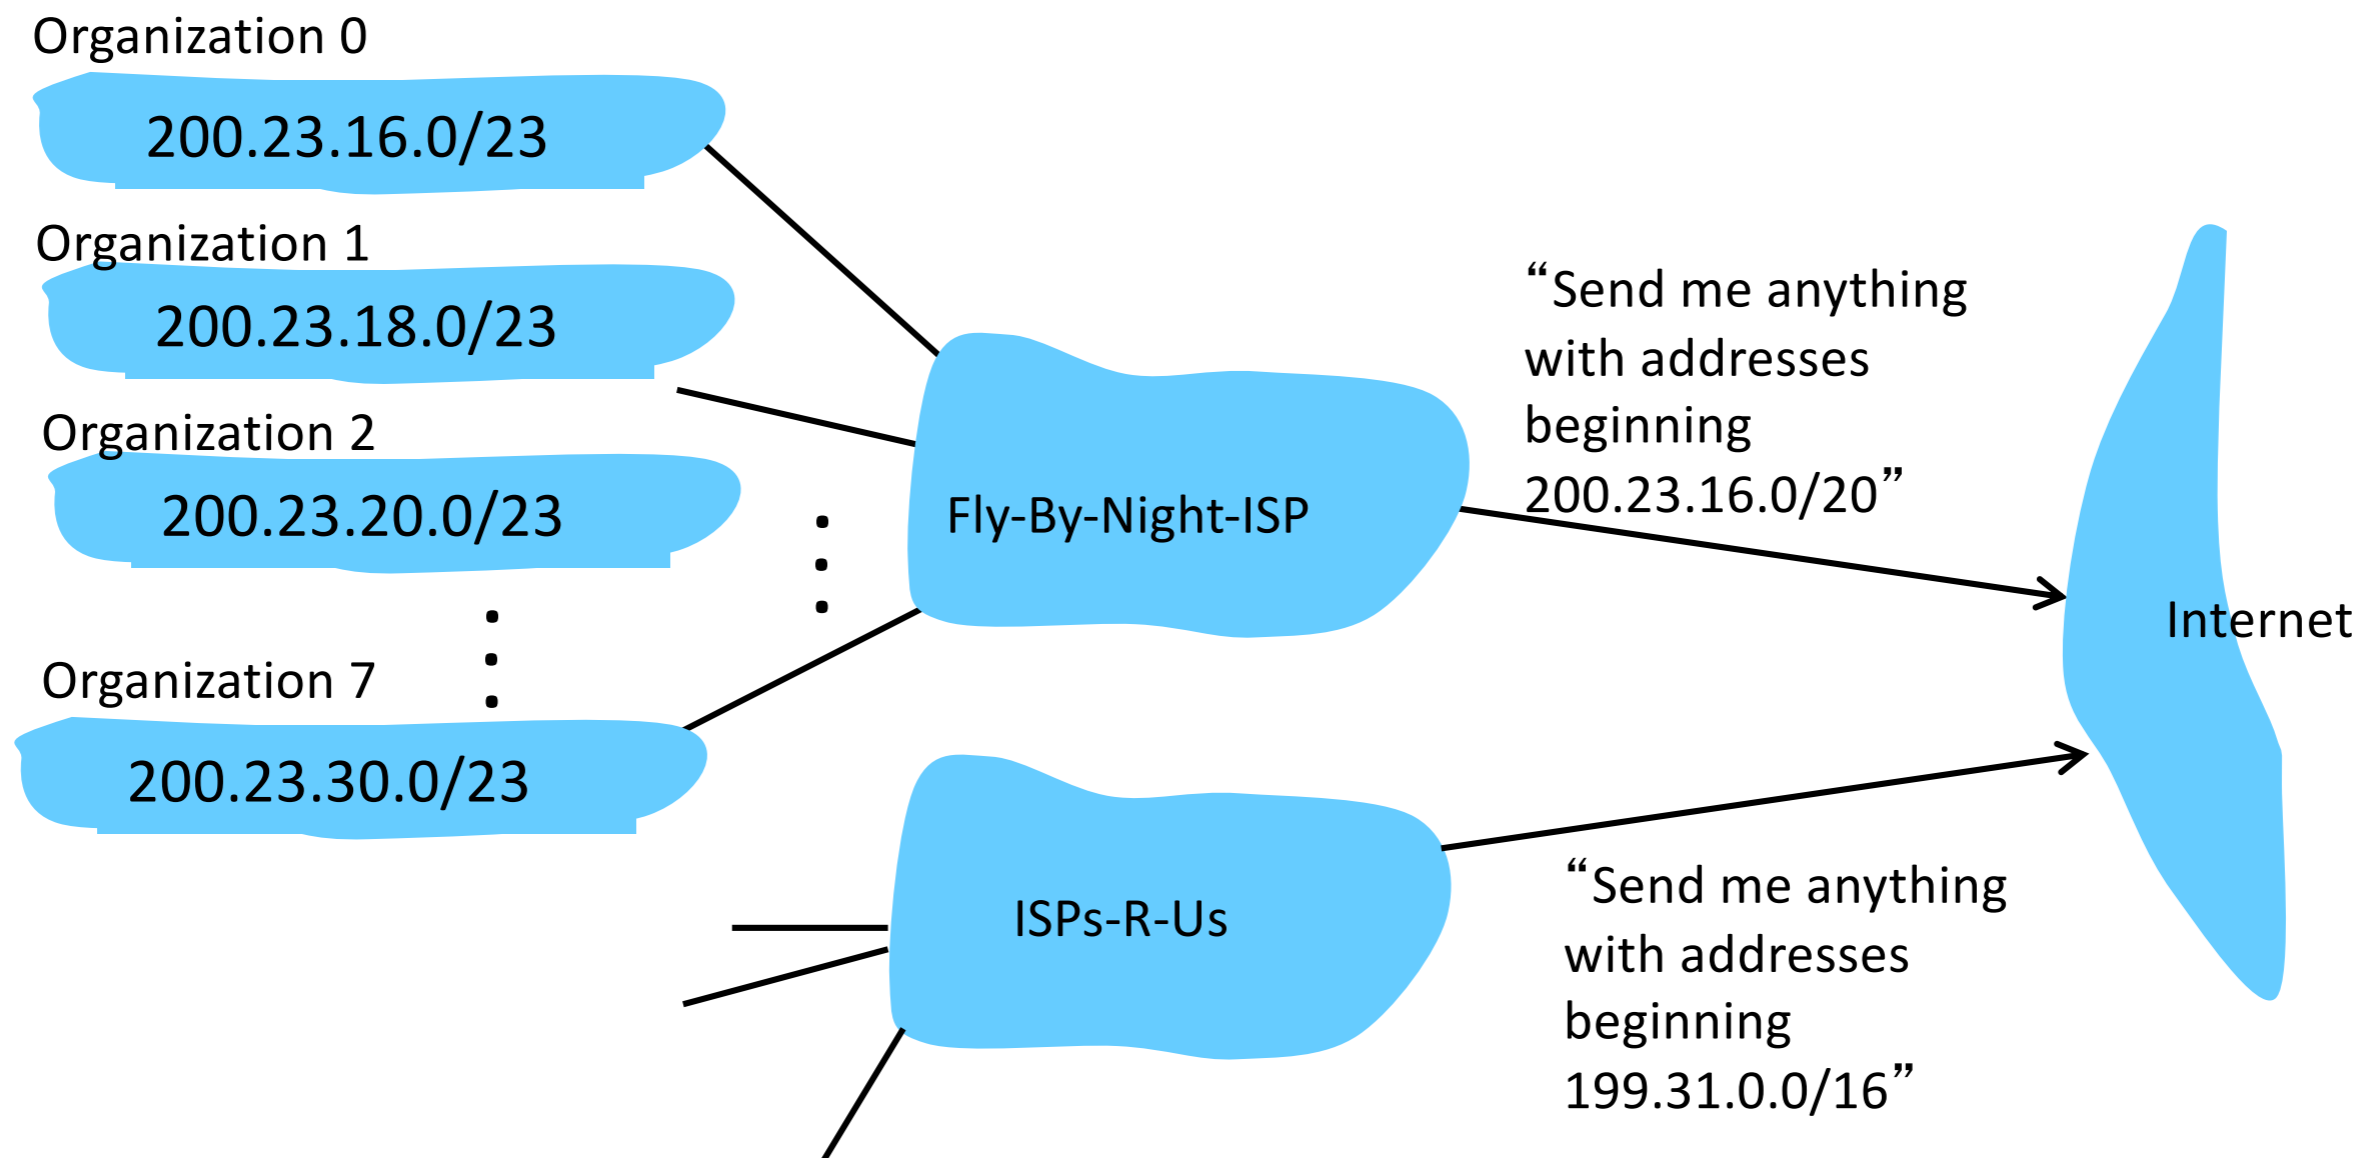 Organization 0
200.23.16.0/23
Organization 1
200.23.18.0/23
Organization 2
200.23.20.0/23
Organization 7
200.23.30.0/23
Fly-By-Night-ISP
“Send me anything
with addresses
beginning
200.23.16.0/20”
Internet
ISPs-R-Us
“Send me anything
with addresses
beginning
199.31.0.0/16”